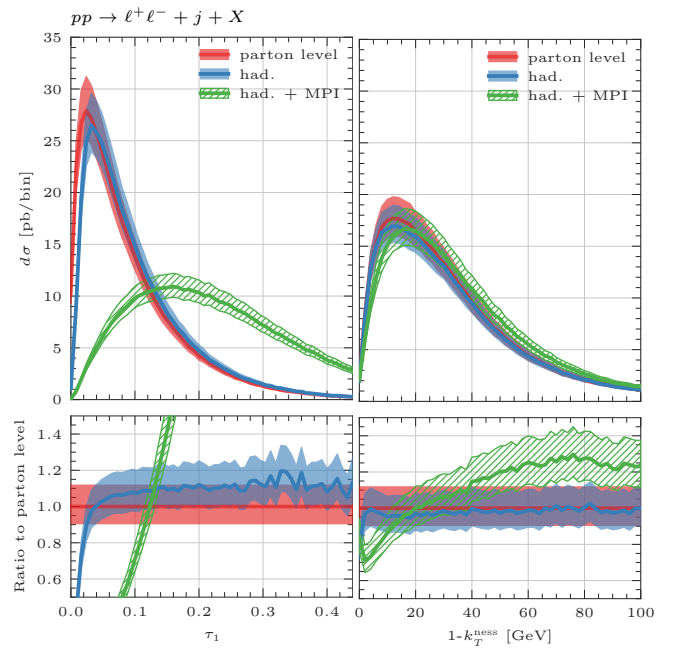 pp → ℓ⁺ℓ⁻ + j + X
parton level
had.
had. + MPI
parton level
had.
had. + MPI
dσ [pb/bin]
35
30
25
20
15
10
5
0
Ratio to parton level
1.4
1.2
1.0
0.8
0.6
0.0 0.1 0.2 0.3 0.4
0 20 40 60 80 100
τ₁
1-k_T^ness [GeV]